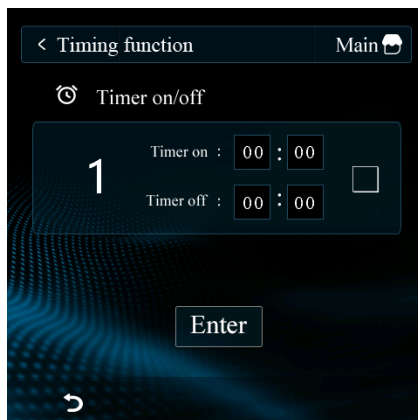 < Timing function Main
Timer on/off
1
Timer on : 00 : 00
Timer off : 00 : 00
Enter